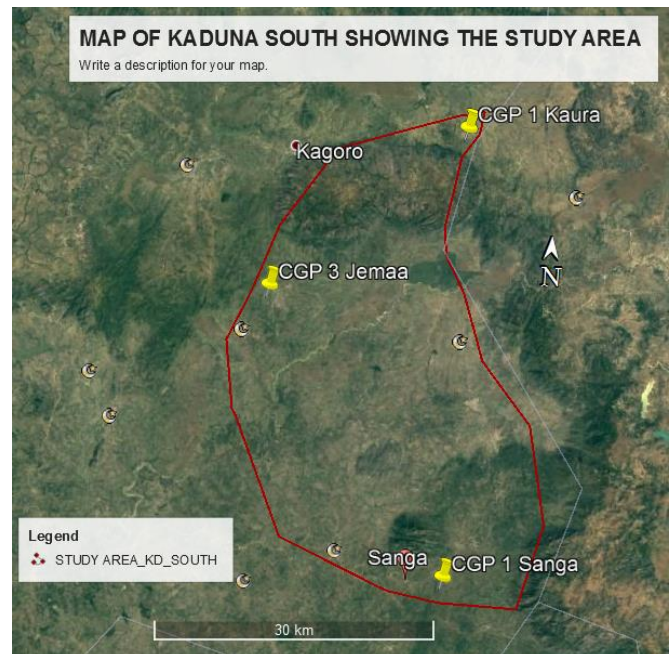 MAP OF KADUNA SOUTH SHOWING THE STUDY AREA
Write a description for your map.
CGP 1 Kaura
Kagoro
N
CGP 3 Jemaa
Legend
STUDY AREA_KD_SOUTH
Sanga
CGP 1 Sanga
30 km